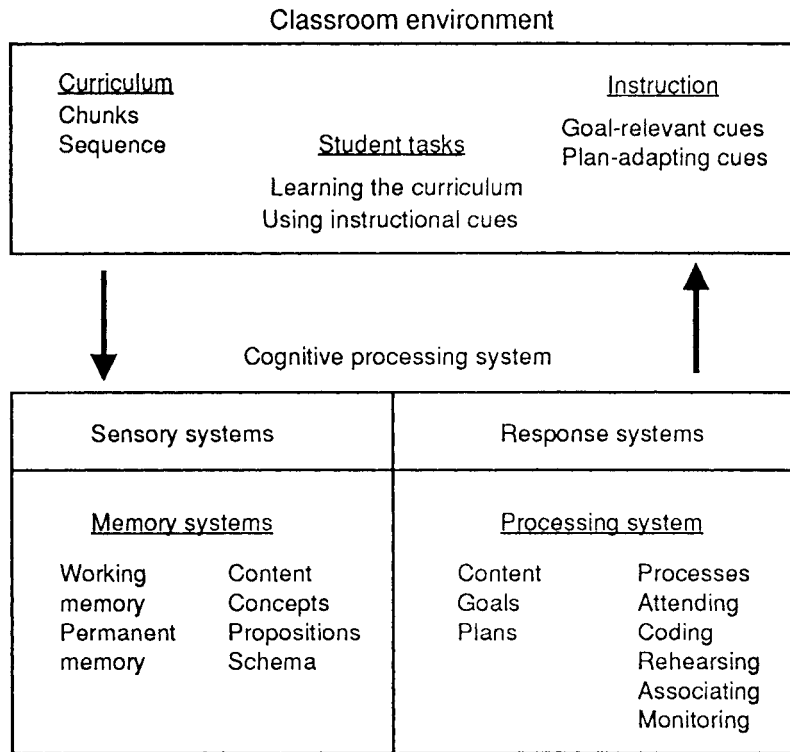 Classroom environment
Curriculum
Chunks
Sequence
Student tasks
Learning the curriculum
Using instructional cues
Instruction
Goal-relevant cues
Plan-adapting cues
Cognitive processing system
Sensory systems
Response systems
Memory systems
Working
memory
Permanent
memory
Content
Concepts
Propositions
Schema
Processing system
Content
Goals
Plans
Processes
Attending
Coding
Rehearsing
Associating
Monitoring